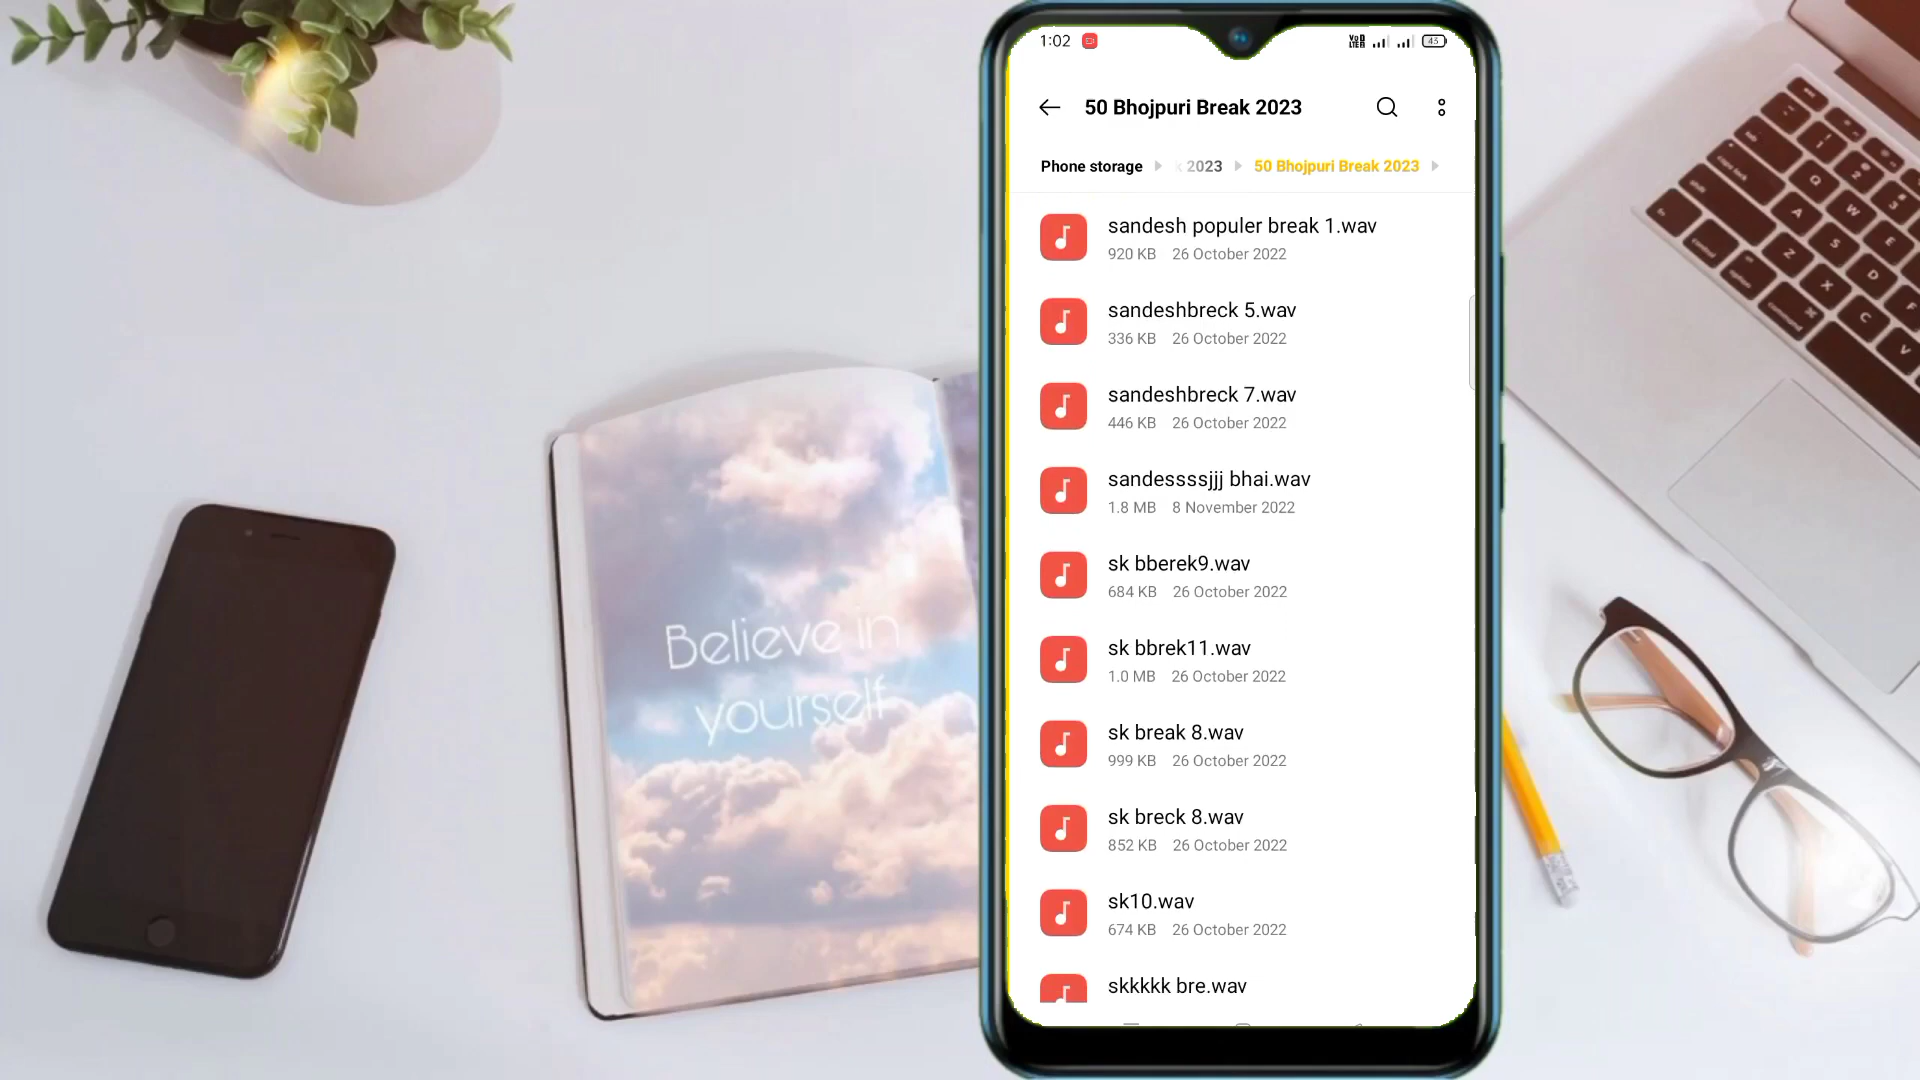 1:02
45
50 Bhojpuri Break 2023
Phone storage k 2023 50 Bhojpuri Break 2023
sandesh populer break 1.wav
920 KB 26 October 2022
sandeshbreck 5.wav
336 KB 26 October 2022
sandeshbreck 7.wav
446 KB 26 October 2022
sandessssjjj bhai.wav
1.8 MB 8 November 2022
sk bberek9.wav
684 KB 26 October 2022
sk bbrek11.wav
1.0 MB 26 October 2022
sk break 8.wav
999 KB 26 October 2022
sk breck 8.wav
852 KB 26 October 2022
sk10.wav
674 KB 26 October 2022
skkkkk bre.wav
Believe in
yourself